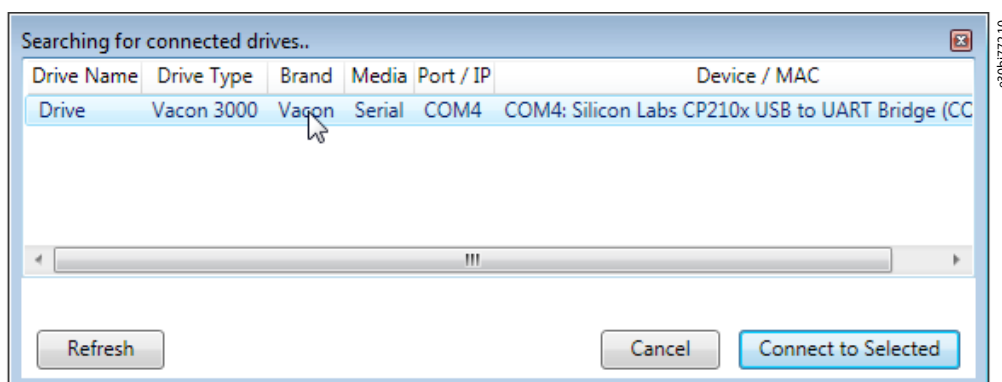 Searching for connected drives..
Drive Name Drive Type Brand Media Port / IP Device / MAC
Drive Vacon 3000 Vacon Serial COM4 COM4: Silicon Labs CP210x USB to UART Bridge (CC
Refresh Cancel Connect to Selected